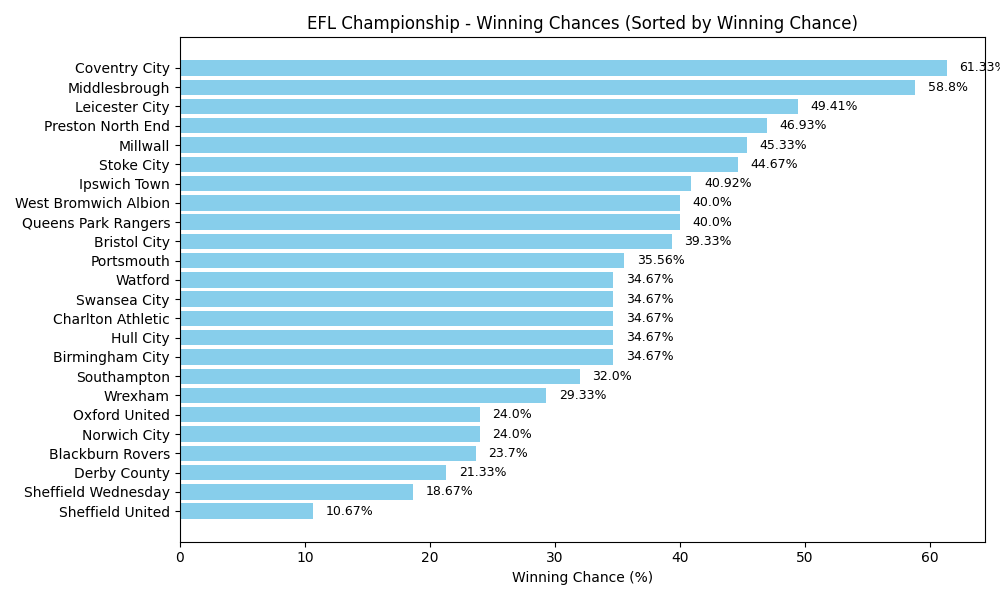 EFL Championship - Winning Chances (Sorted by Winning Chance)
Coventry City 61.33%
Middlesbrough 58.8%
Leicester City 49.41%
Preston North End 46.93%
Millwall 45.33%
Stoke City 44.67%
Ipswich Town 40.92%
West Bromwich Albion 40.0%
Queens Park Rangers 40.0%
Bristol City 39.33%
Portsmouth 35.56%
Watford 34.67%
Swansea City 34.67%
Charlton Athletic 34.67%
Hull City 34.67%
Birmingham City 34.67%
Southampton 32.0%
Wrexham 29.33%
Oxford United 24.0%
Norwich City 24.0%
Blackburn Rovers 23.7%
Derby County 21.33%
Sheffield Wednesday 18.67%
Sheffield United 10.67%
0 10 20 30 40 50 60
Winning Chance (%)